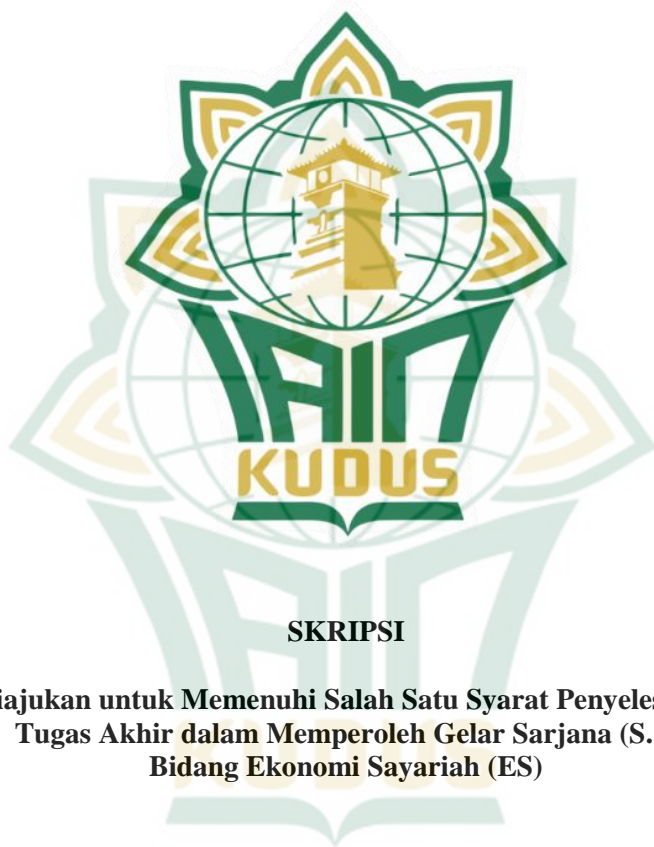 IAIN
KUDUS
SKRIPSI
iajukan untuk Memenuhi Salah Satu Syarat Penyeles
Tugas Akhir dalam Memperoleh Gelar Sarjana (S.
Bidang Ekonomi Sayariah (ES)